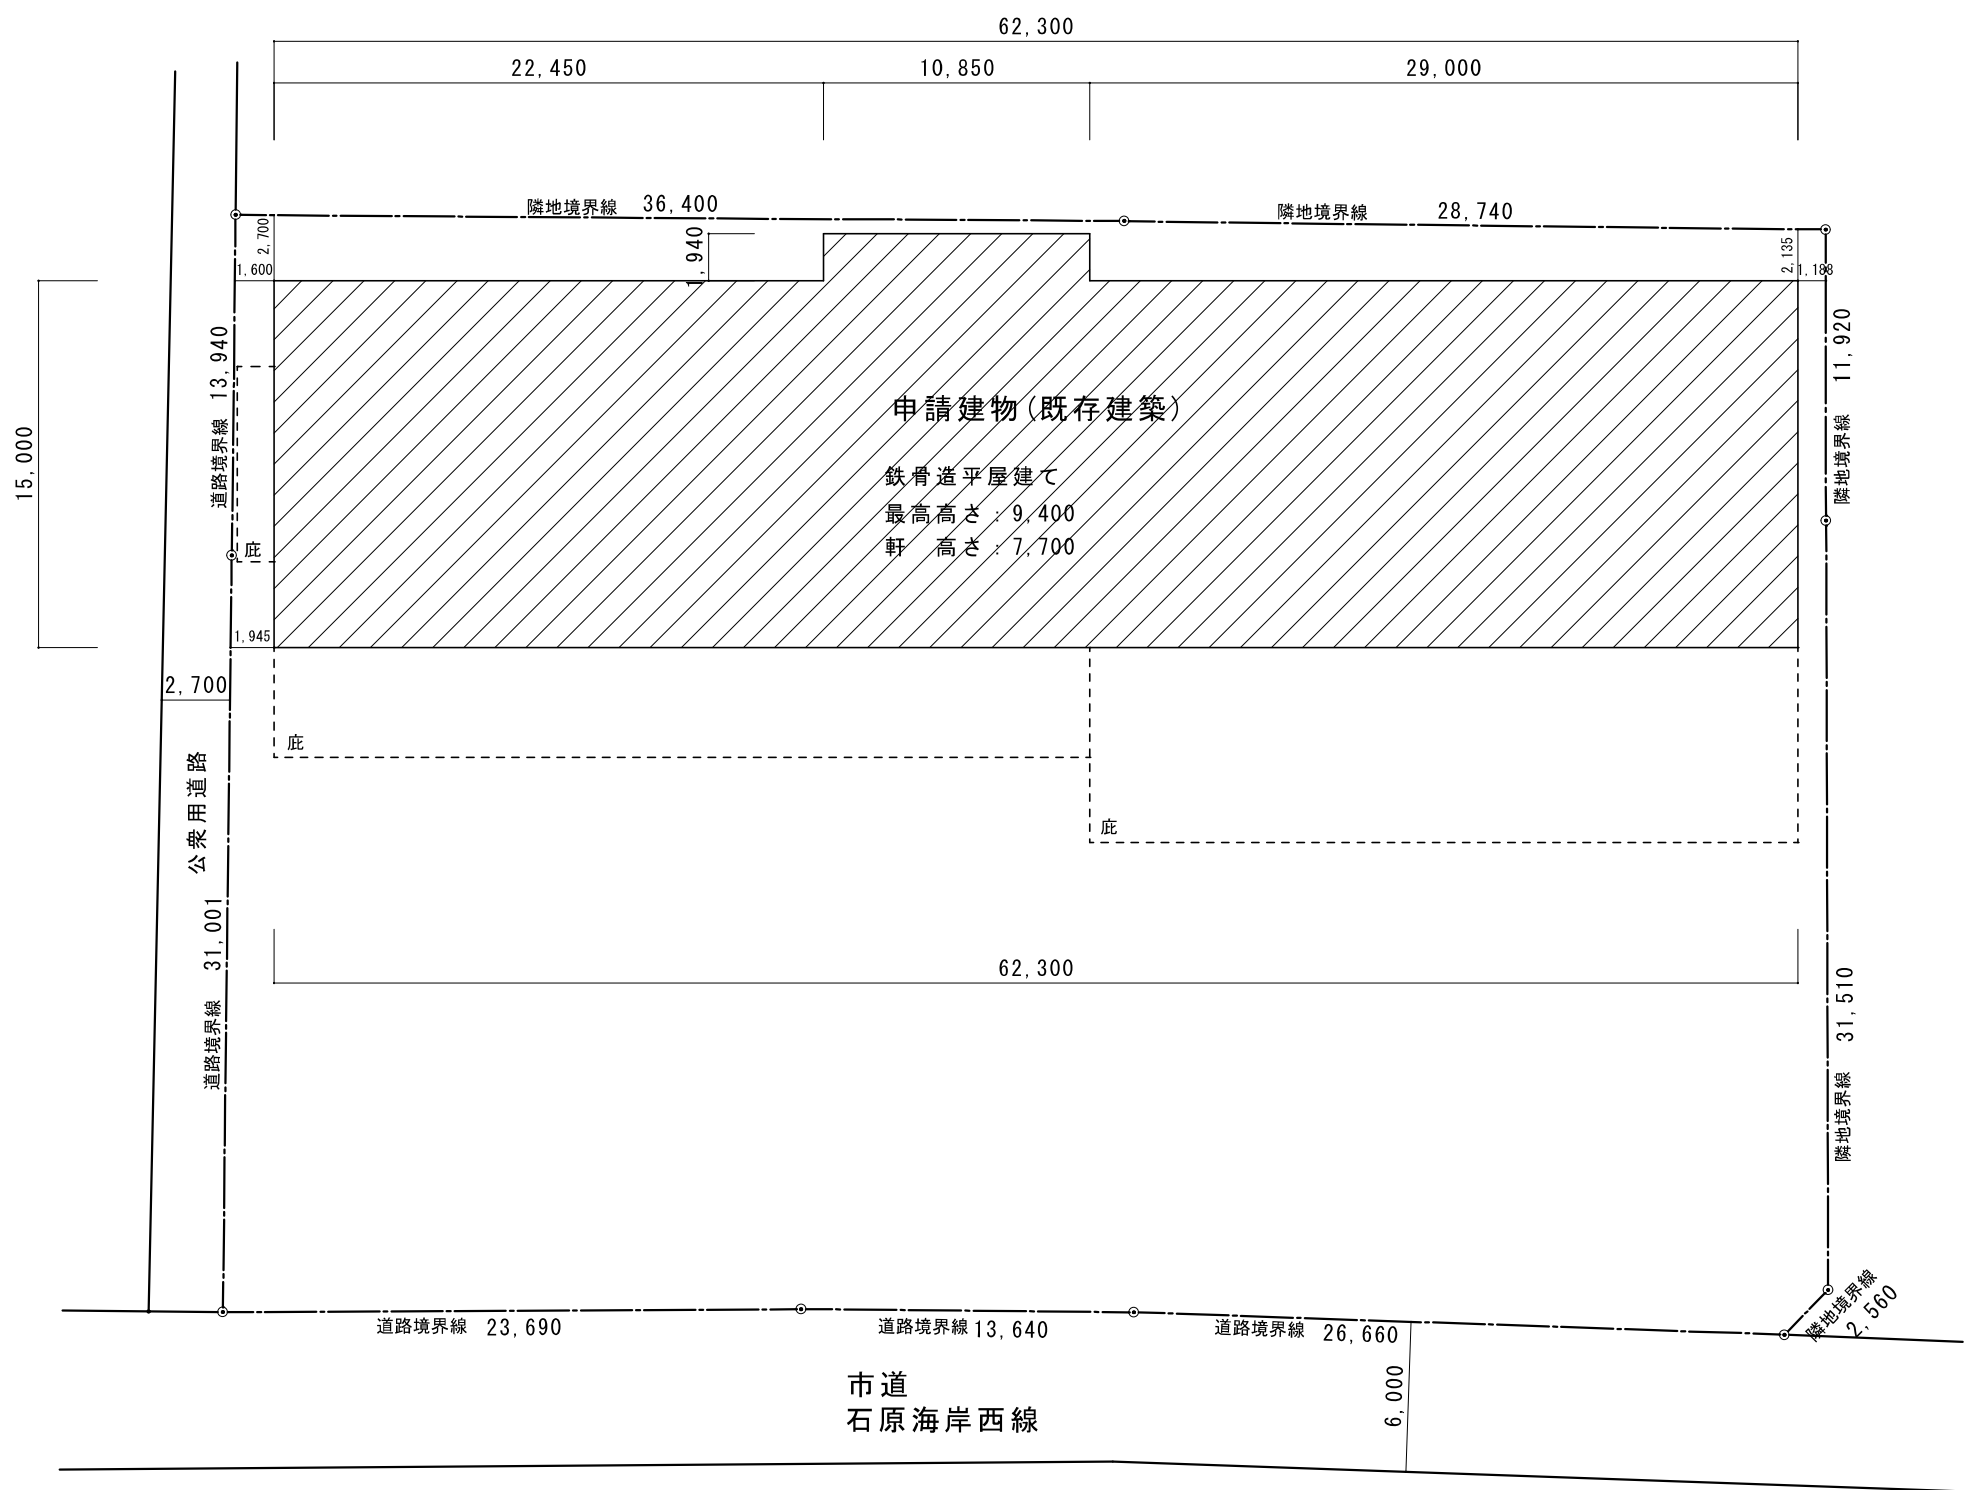 62,300
22,450
10,850
29,000
隣地境界線 36,400
隣地境界線 28,740
2,700
1,600
1,940
2,135
1,188
15,000
道路境界線 13,940
隣地境界線 11,920
申請建物(既存建築)
鉄骨造平屋建て
最高高さ:9,400
軒 高さ:7,700
庇
1,945
2,700
庇
庇
公衆用道路
道路境界線 31,001
62,300
隣地境界線 31,510
道路境界線 23,690
道路境界線 13,640
道路境界線 26,660
隣地境界線
2,560
6,000
市道
石原海岸西線